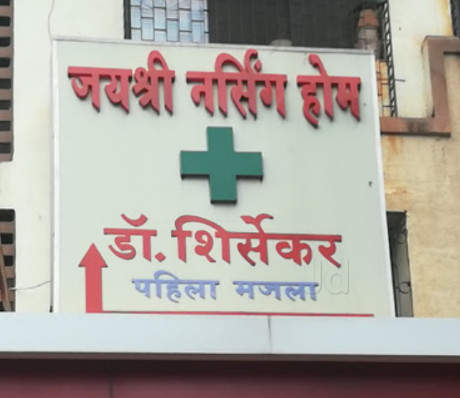 जयश्री नर्सिंग होम
डॉ. शिर्सेकर
पहिला मजला